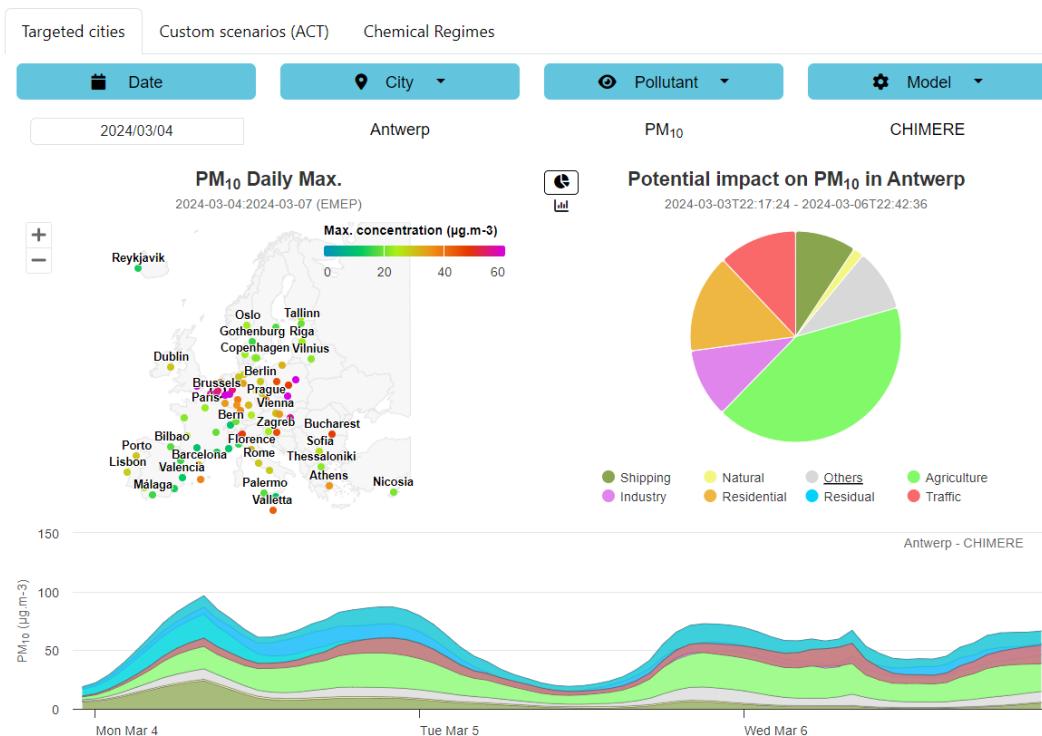 Targeted cities Custom scenarios (ACT) Chemical Regimes
Date City Pollutant Model
2024/03/04 Antwerp PM₁₀ CHIMERE
PM₁₀ Daily Max.
2024-03-04:2024-03-07 (EMEP)
Potential impact on PM₁₀ in Antwerp
2024-03-03T22:17:24 - 2024-03-06T22:42:36
+
−
Max. concentration (µg.m-3)
0 20 40 60
Reykjavik
Oslo Tallinn
Gothenburg Riga
Copenhagen Vilnius
Dublin
Berlin
Brussels Prague
Paris Vienna
Bern Zagreb Bucharest
Bilbao Florence Sofia
Porto Barcelona Rome Thessaloniki
Lisbon Valencia
Málaga Palermo Athens Nicosia
Valletta
Shipping Natural Others Agriculture
Industry Residential Residual Traffic
Antwerp - CHIMERE
PM₁₀ (µg.m-3)
150
100
50
0
Mon Mar 4 Tue Mar 5 Wed Mar 6